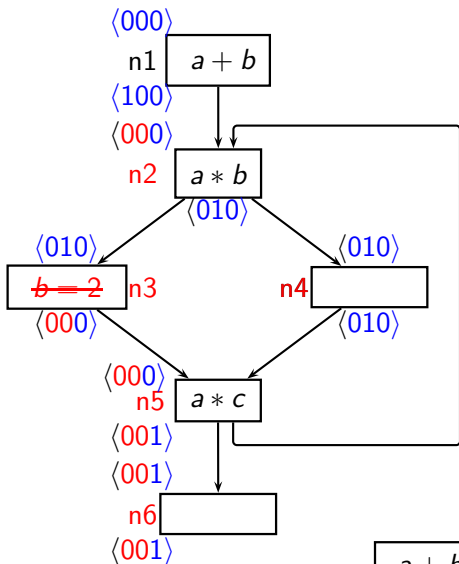 ⟨000⟩
n1 a + b
⟨100⟩
⟨000⟩
n2 a ∗ b
⟨010⟩
⟨010⟩ ⟨010⟩
b = 2 n3 n4
⟨000⟩ ⟨010⟩
⟨000⟩
n5 a ∗ c
⟨001⟩
⟨001⟩
n6
⟨001⟩